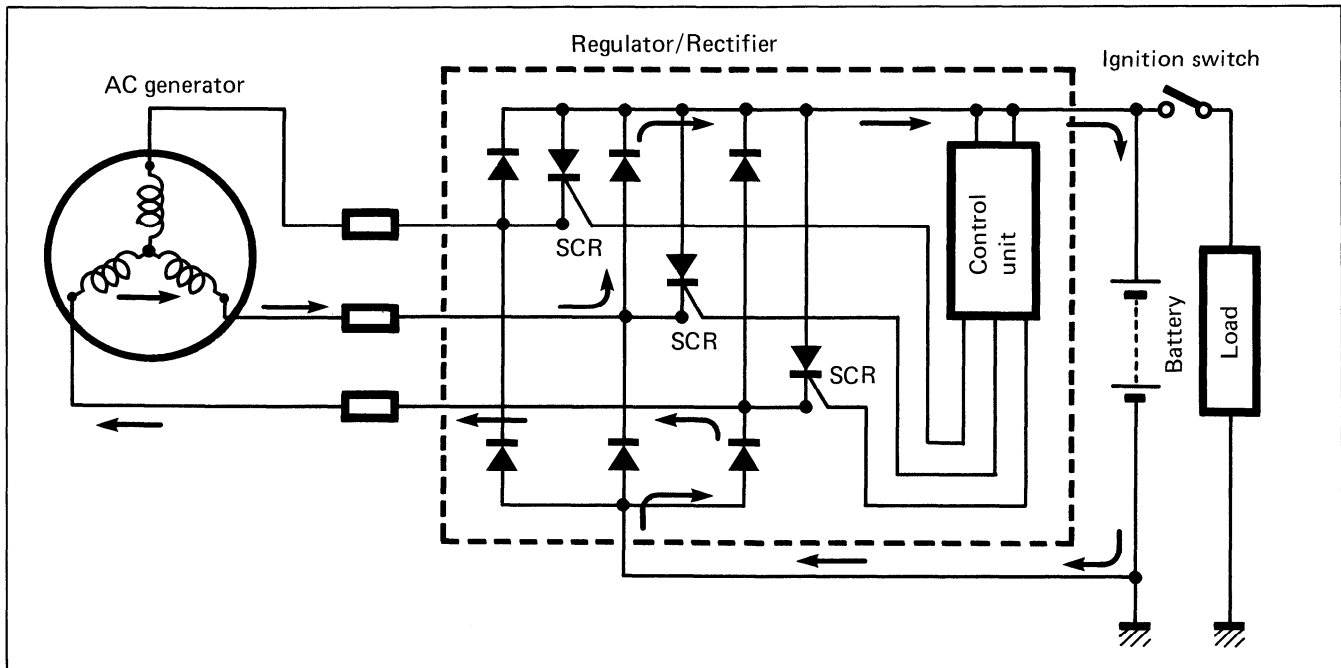 Regulator/Rectifier
Ignition switch
AC generator
SCR
SCR
SCR
Control
unit
Battery
Load